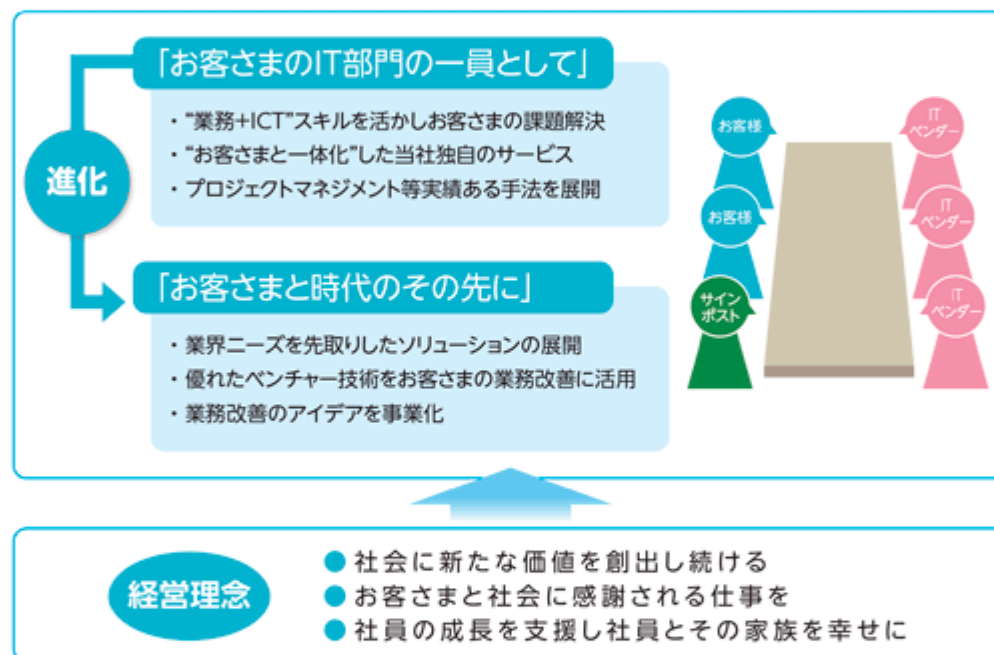 「お客さまのIT部門の一員として」
・“業務+ICT”スキルを活かしお客さまの課題解決
・“お客さまと一体化”した当社独自のサービス
・プロジェクトマネジメント等実績ある手法を展開
進化
「お客さまと時代のその先に」
・業界ニーズを先取りしたソリューションの展開
・優れたベンチャー技術をお客さまの業務改善に活用
・業務改善のアイデアを事業化
お客様
IT
ベンダー
お客様
IT
ベンダー
サイン
ポスト
IT
ベンダー
経営理念
●社会に新たな価値を創出し続ける
●お客さまと社会に感謝される仕事を
●社員の成長を支援し社員とその家族を幸せに